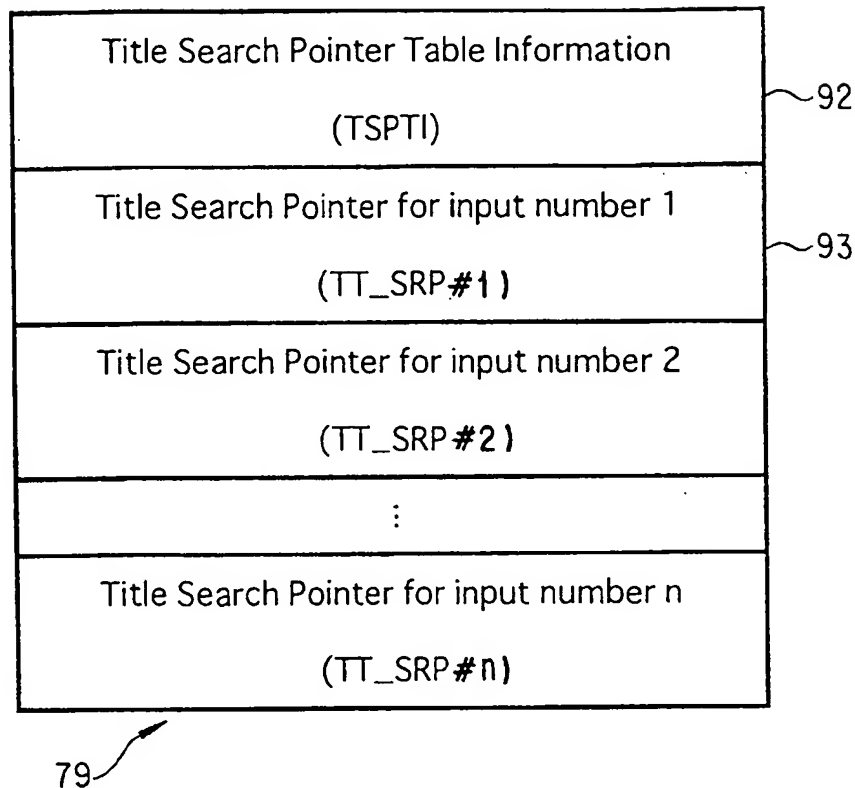 Title Search Pointer Table Information
(TSPTI)
92
Title Search Pointer for input number 1
(TT_SRP#1)
93
Title Search Pointer for input number 2
(TT_SRP#2)
⋮
Title Search Pointer for input number n
(TT_SRP#n)
79